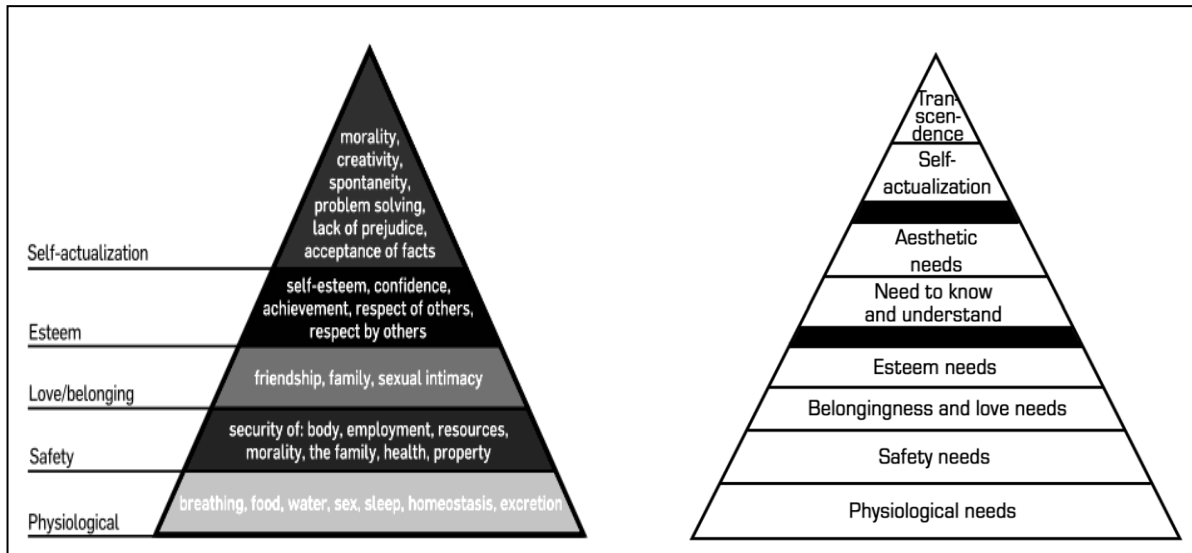 morality,
creativity,
spontaneity,
problem solving,
lack of prejudice,
acceptance of facts
Self-actualization
self-esteem, confidence,
achievement, respect of others,
respect by others
Esteem
friendship, family, sexual intimacy
Love/belonging
security of: body, employment, resources,
morality, the family, health, property
Safety
breathing, food, water, sex, sleep, homeostasis, excretion
Physiological
Tran-
scen-
dence
Self-
actualization
Aesthetic
needs
Need to know
and understand
Esteem needs
Belongingness and love needs
Safety needs
Physiological needs